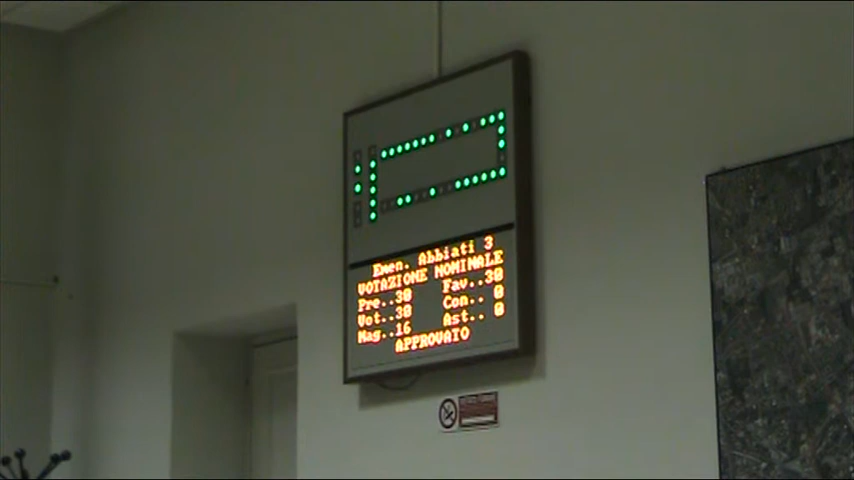 Emen. Abbiati 3
VOTAZIONE NOMINALE
Pre..30 Fav..30
Vot..30 Con.. 0
Mag..16 Ast.. 0
APPROVATO